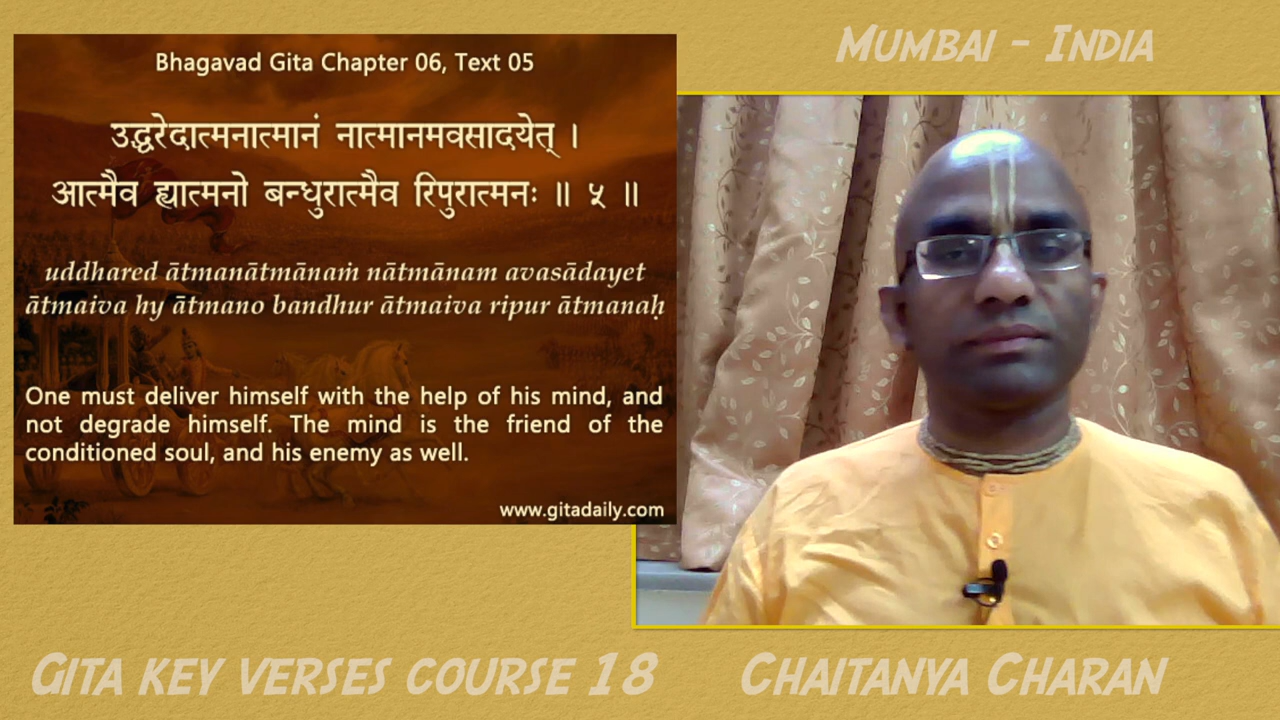 Mumbai - India
Bhagavad Gita Chapter 06, Text 05
उद्धरेदात्मनात्मानं नात्मानमवसादयेत् ।
आत्मैव ह्यात्मनो बन्धुरात्मैव रिपुरात्मनः ॥ ५ ॥
uddhared ātmanātmānaṁ nātmānam avasādayet
ātmaiva hy ātmano bandhur ātmaiva ripur ātmanaḥ
One must deliver himself with the help of his mind, and
not degrade himself. The mind is the friend of the
conditioned soul, and his enemy as well.
www.gitadaily.com
Gita key verses course 18
Chaitanya Charan